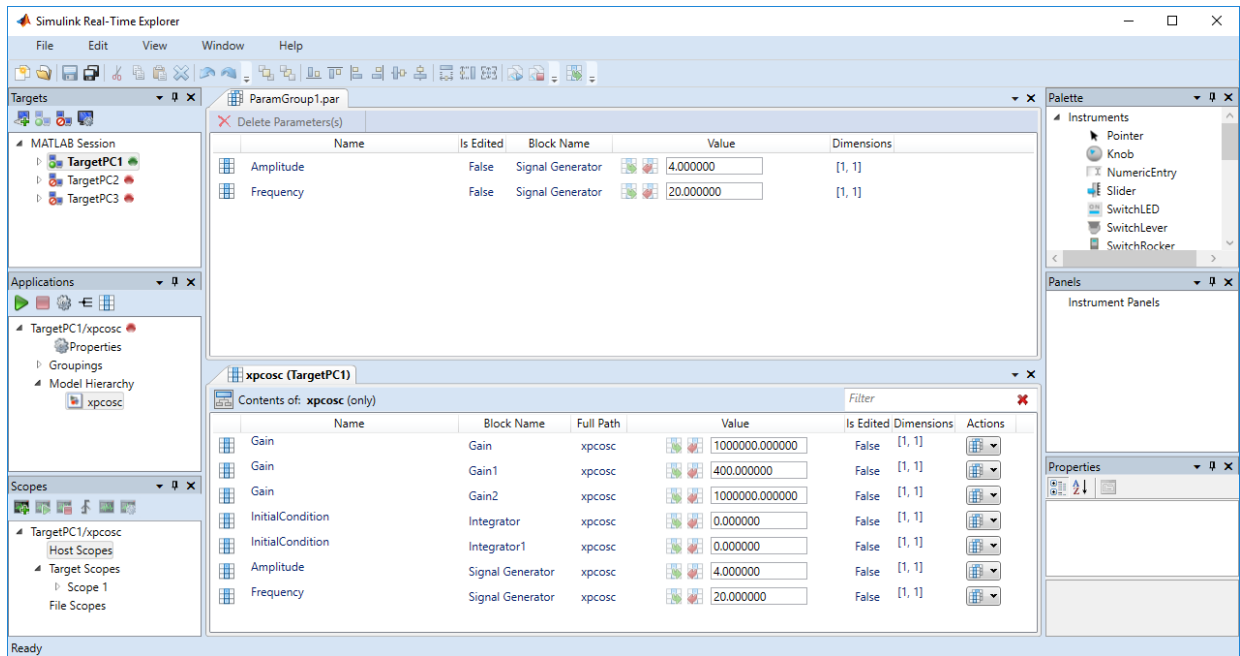 Simulink Real-Time Explorer
File Edit View Window Help
Targets
MATLAB Session
TargetPC1
TargetPC2
TargetPC3
Applications
TargetPC1/xpcosc
Properties
Groupings
Model Hierarchy
xpcosc
Scopes
TargetPC1/xpcosc
Host Scopes
Target Scopes
Scope 1
File Scopes
ParamGroup1.par
Delete Parameters(s)
Name Is Edited Block Name Value Dimensions
Amplitude False Signal Generator 4.000000 [1, 1]
Frequency False Signal Generator 20.000000 [1, 1]
xpcosc (TargetPC1)
Contents of: xpcosc (only) Filter
Name Block Name Full Path Value Is Edited Dimensions Actions
Gain Gain xpcosc 1000000.000000 False [1, 1]
Gain Gain1 xpcosc 400.000000 False [1, 1]
Gain Gain2 xpcosc 1000000.000000 False [1, 1]
InitialCondition Integrator xpcosc 0.000000 False [1, 1]
InitialCondition Integrator1 xpcosc 0.000000 False [1, 1]
Amplitude Signal Generator xpcosc 4.000000 False [1, 1]
Frequency Signal Generator xpcosc 20.000000 False [1, 1]
Palette
Instruments
Pointer
Knob
NumericEntry
Slider
SwitchLED
SwitchLever
SwitchRocker
Panels
Instrument Panels
Properties
Ready